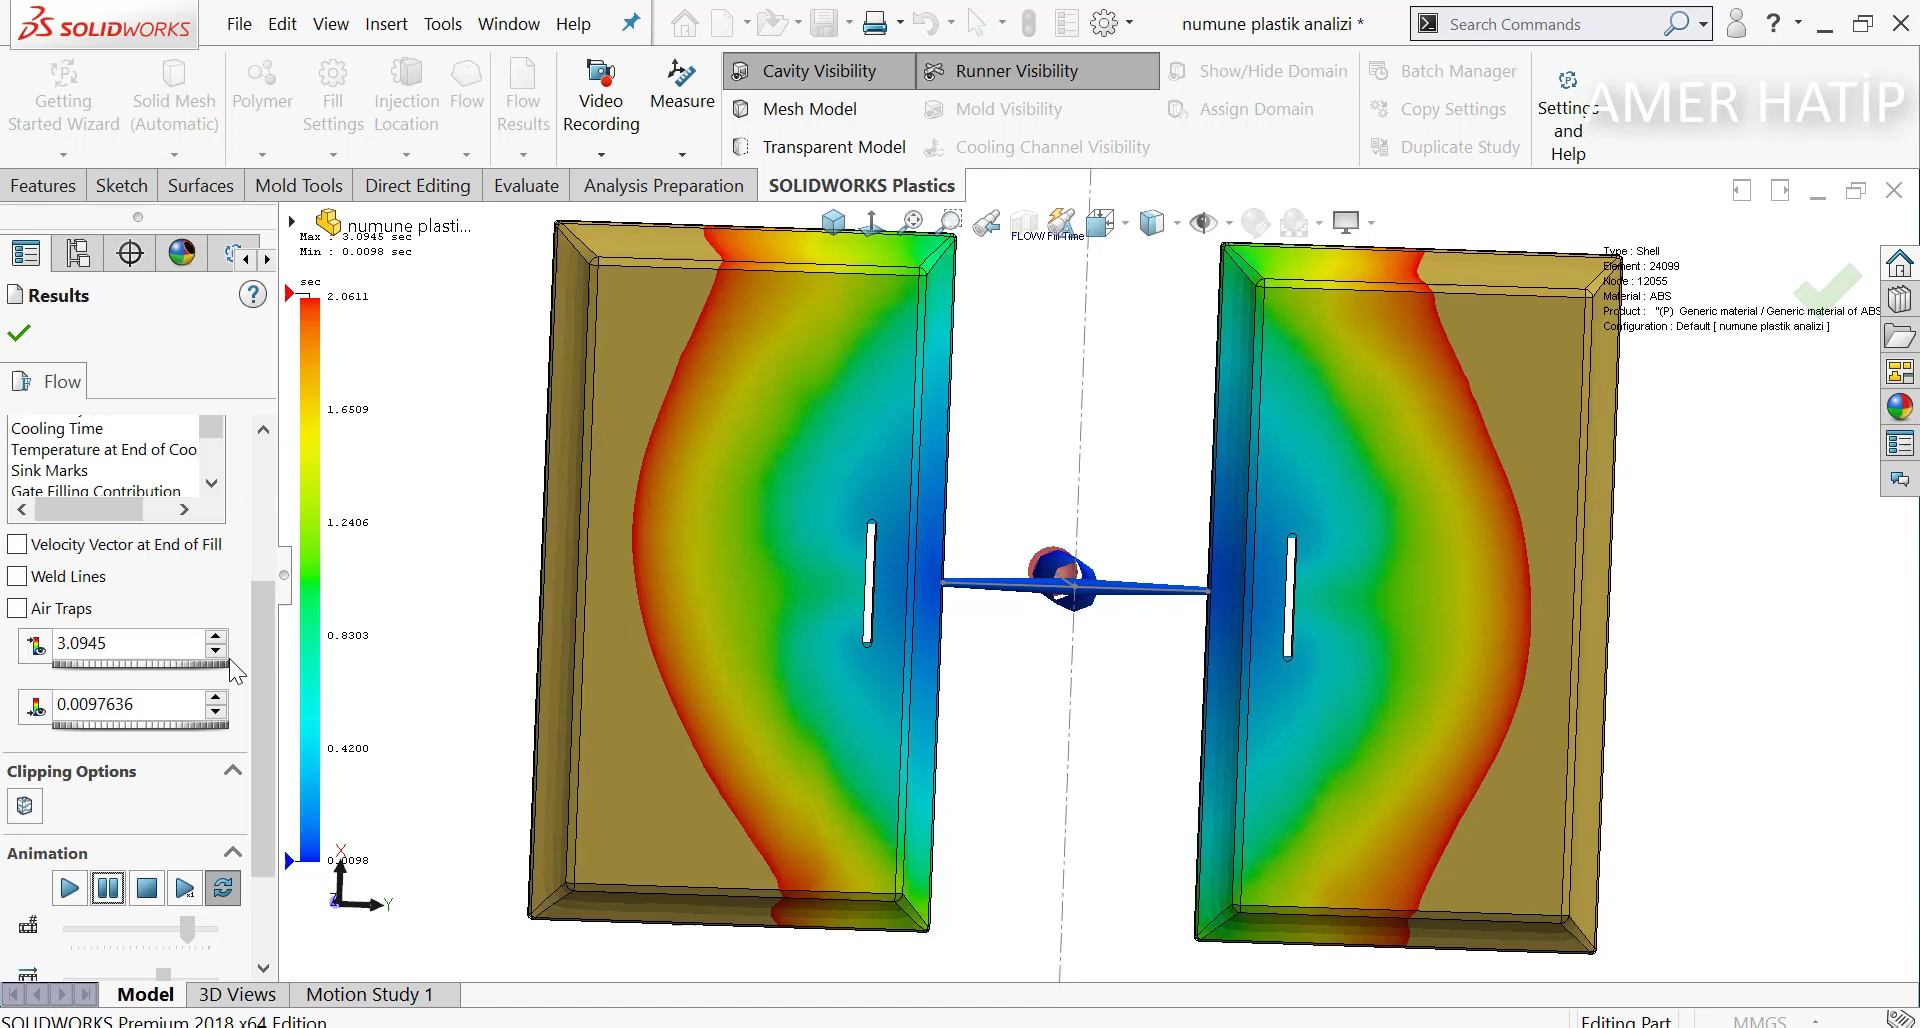 SOLIDWORKS
File Edit View Insert Tools Window Help
numune plastik analizi *
Search Commands
Getting Started Wizard
Solid Mesh (Automatic)
Polymer
Fill Settings
Injection Location
Flow
Flow Results
Video Recording
Measure
Cavity Visibility
Runner Visibility
Show/Hide Domain
Batch Manager
Mesh Model
Mold Visibility
Assign Domain
Copy Settings
Transparent Model
Cooling Channel Visibility
Duplicate Study
Settings and Help
AMER HATİP
Features Sketch Surfaces Mold Tools Direct Editing Evaluate Analysis Preparation SOLIDWORKS Plastics
numune plasti...
Max : 3.0945 sec
Min : 0.0098 sec
FLOW/ Fill Time
Type : Shell
Element : 24099
Node : 12055
Material : ABS
Product : "(P) Generic material / Generic material of ABS
Configuration : Default [ numune plastik analizi ]
sec
2.0611
1.6509
1.2406
0.8303
0.4200
0.0098
Results
Flow
Cooling Time
Temperature at End of Coo
Sink Marks
Gate Filling Contribution
Velocity Vector at End of Fill
Weld Lines
Air Traps
3.0945
0.0097636
Clipping Options
Animation
x1
X
Y
Z
Model 3D Views Motion Study 1
SOLIDWORKS Premium 2018 x64 Edition
Editing Part
MMGS